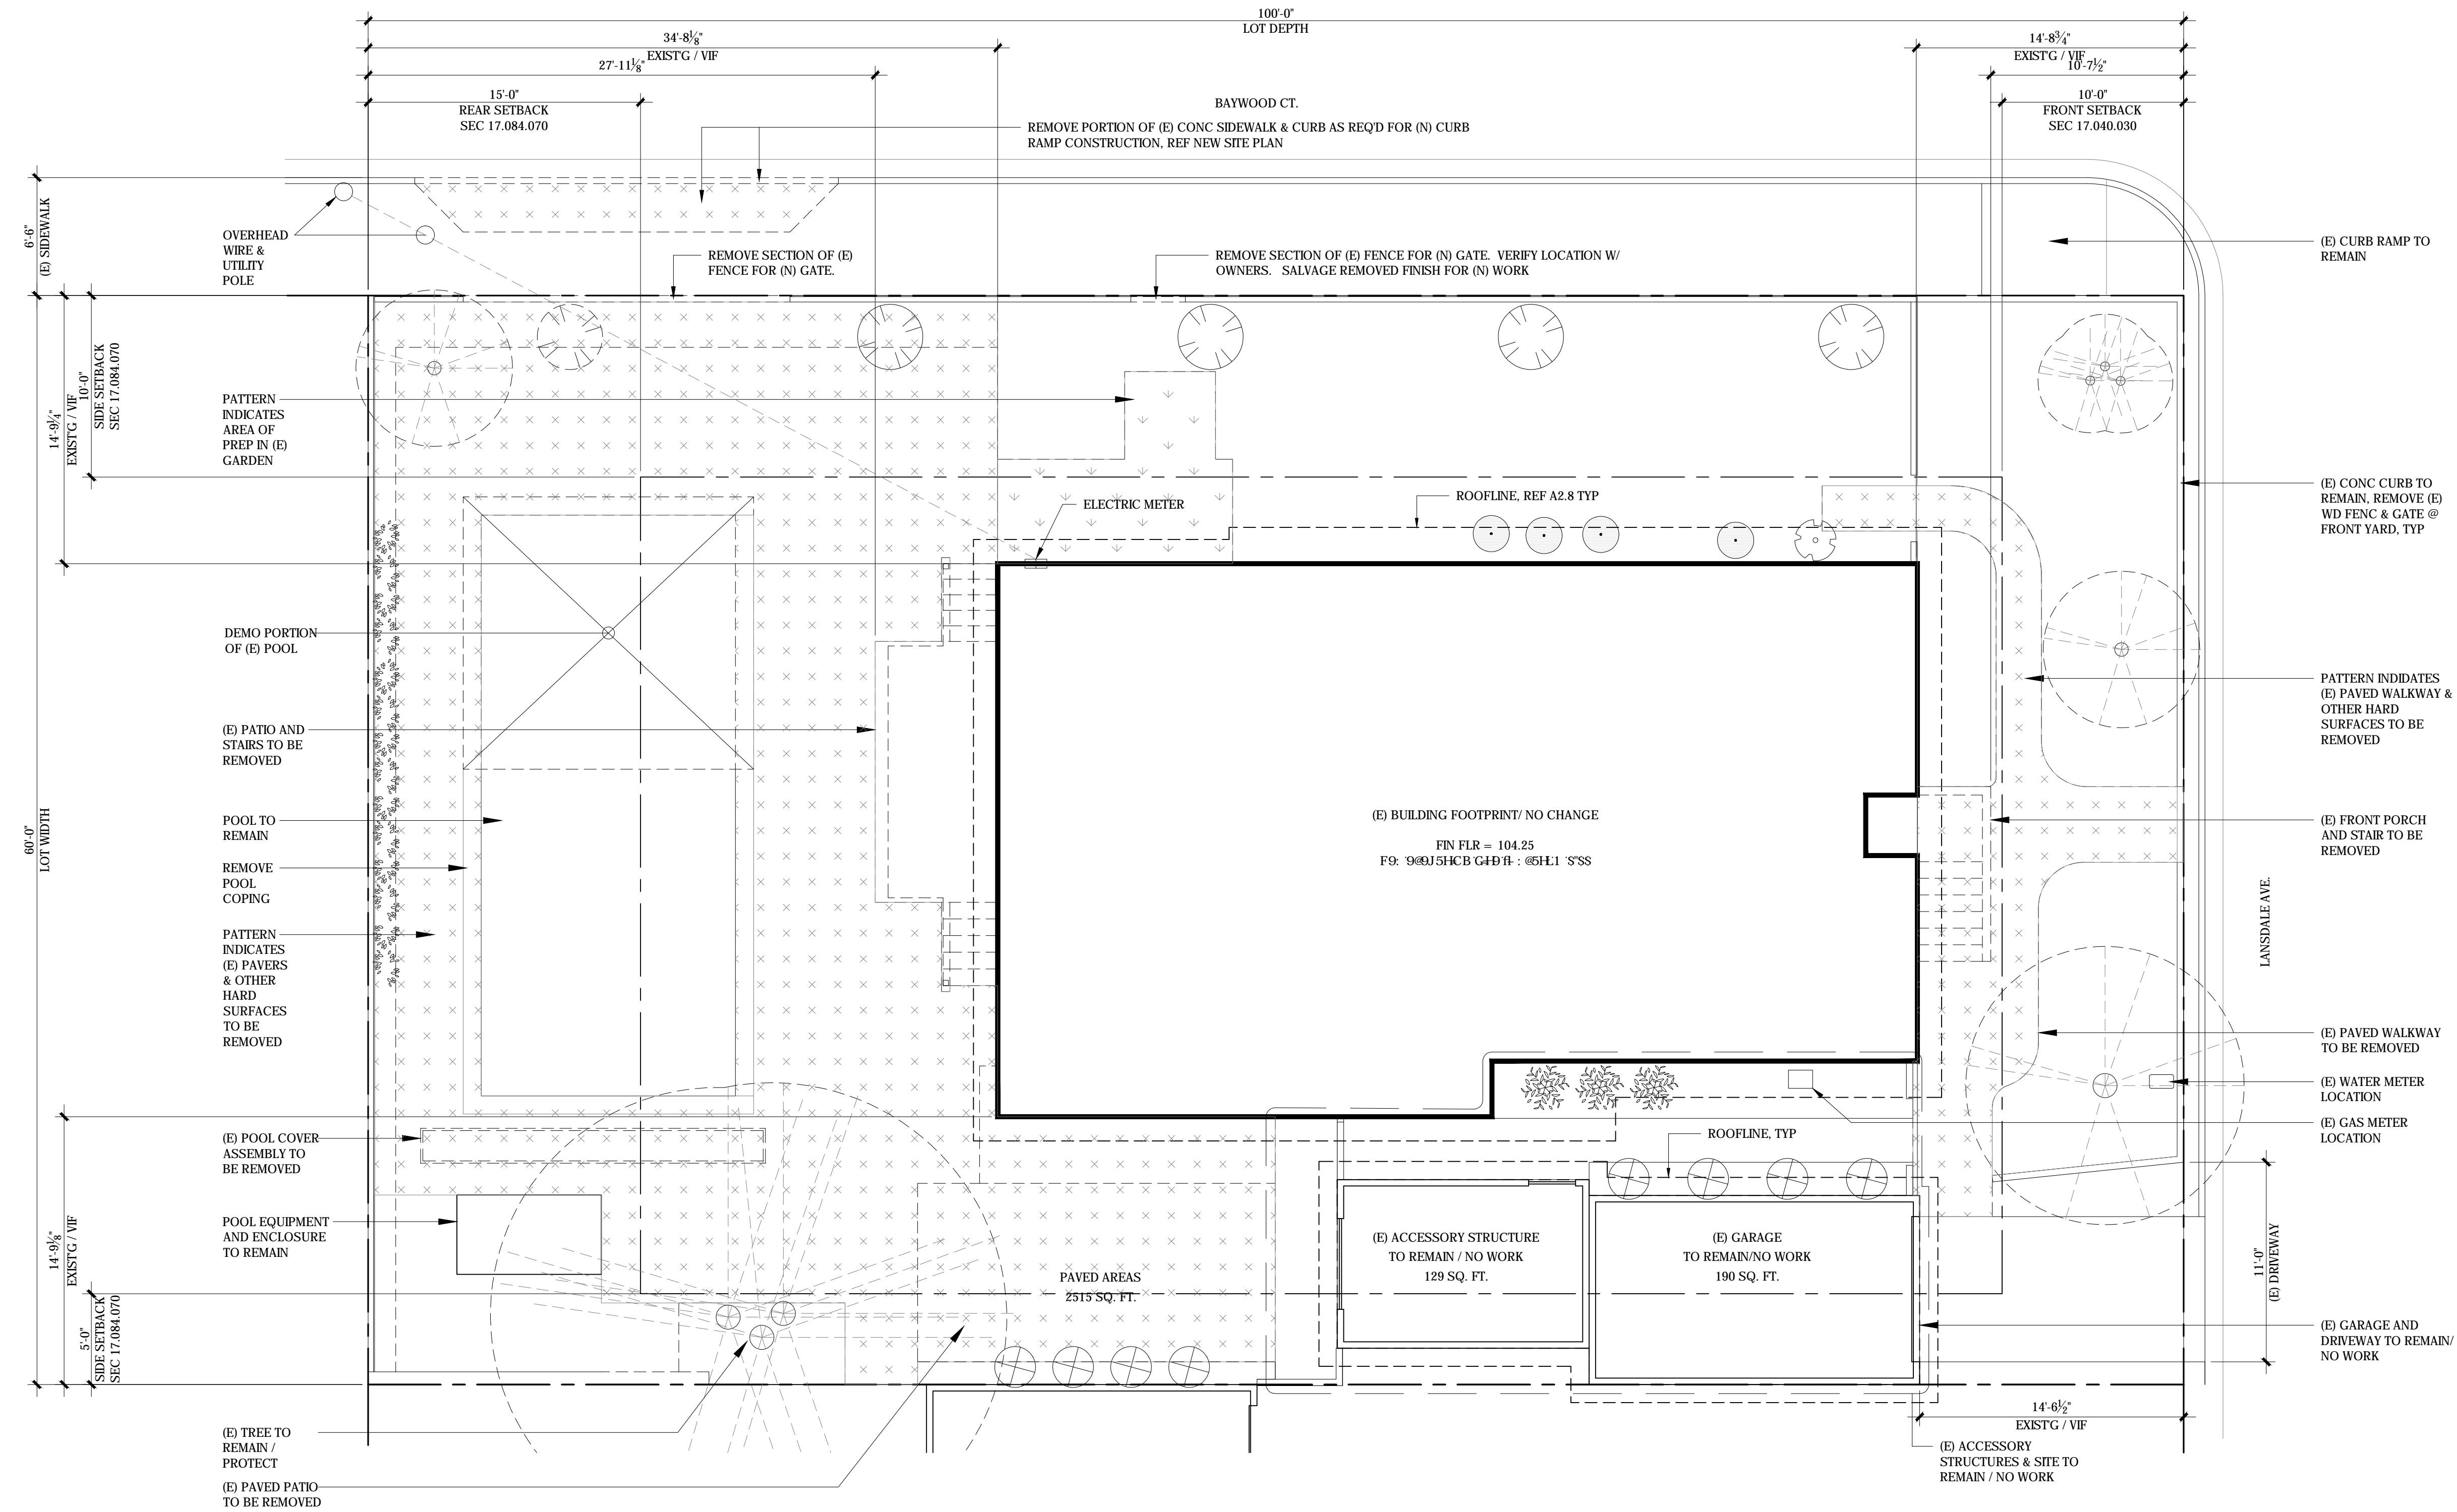 100'-0"
LOT DEPTH
34'-8⅛"
EXIST'G / VIF
27'-11⅛"
15'-0"
REAR SETBACK
SEC 17.084.070
14'-8¾"
EXIST'G / VIF
10'-7½"
10'-0"
FRONT SETBACK
SEC 17.040.030
BAYWOOD CT.
REMOVE PORTION OF (E) CONC SIDEWALK & CURB AS REQ'D FOR (N) CURB
RAMP CONSTRUCTION, REF NEW SITE PLAN
6'-6"
(E) SIDEWALK
OVERHEAD
WIRE &
UTILITY
POLE
REMOVE SECTION OF (E)
FENCE FOR (N) GATE.
REMOVE SECTION OF (E) FENCE FOR (N) GATE. VERIFY LOCATION W/
OWNERS. SALVAGE REMOVED FINISH FOR (N) WORK
(E) CURB RAMP TO
REMAIN
14'-9¼"
EXIST'G / VIF
10'-0"
SIDE SETBACK
SEC 17.084.070
PATTERN
INDICATES
AREA OF
PREP IN (E)
GARDEN
ELECTRIC METER
ROOFLINE, REF A2.8 TYP
(E) CONC CURB TO
REMAIN, REMOVE (E)
WD FENC & GATE @
FRONT YARD, TYP
DEMO PORTION
OF (E) POOL
PATTERN INDIDATES
(E) PAVED WALKWAY &
OTHER HARD
SURFACES TO BE
REMOVED
(E) PATIO AND
STAIRS TO BE
REMOVED
60'-0"
LOT WIDTH
POOL TO
REMAIN
(E) BUILDING FOOTPRINT/ NO CHANGE
FIN FLR = 104.25
(E) FRONT PORCH
AND STAIR TO BE
REMOVED
REMOVE
POOL
COPING
LANSDALE AVE.
PATTERN
INDICATES
(E) PAVERS
& OTHER
HARD
SURFACES
TO BE
REMOVED
(E) PAVED WALKWAY
TO BE REMOVED
(E) WATER METER
LOCATION
(E) GAS METER
LOCATION
(E) POOL COVER
ASSEMBLY TO
BE REMOVED
ROOFLINE, TYP
14'-9⅛"
EXIST'G / VIF
5'-0"
SIDE SETBACK
SEC 17.084.070
POOL EQUIPMENT
AND ENCLOSURE
TO REMAIN
PAVED AREAS
2515 SQ. FT.
(E) ACCESSORY STRUCTURE
TO REMAIN / NO WORK
129 SQ. FT.
(E) GARAGE
TO REMAIN/NO WORK
190 SQ. FT.
11'-0"
(E) DRIVEWAY
(E) GARAGE AND
DRIVEWAY TO REMAIN/
NO WORK
14'-6½"
EXIST'G / VIF
(E) TREE TO
REMAIN /
PROTECT
(E) ACCESSORY
STRUCTURES & SITE TO
REMAIN / NO WORK
(E) PAVED PATIO
TO BE REMOVED